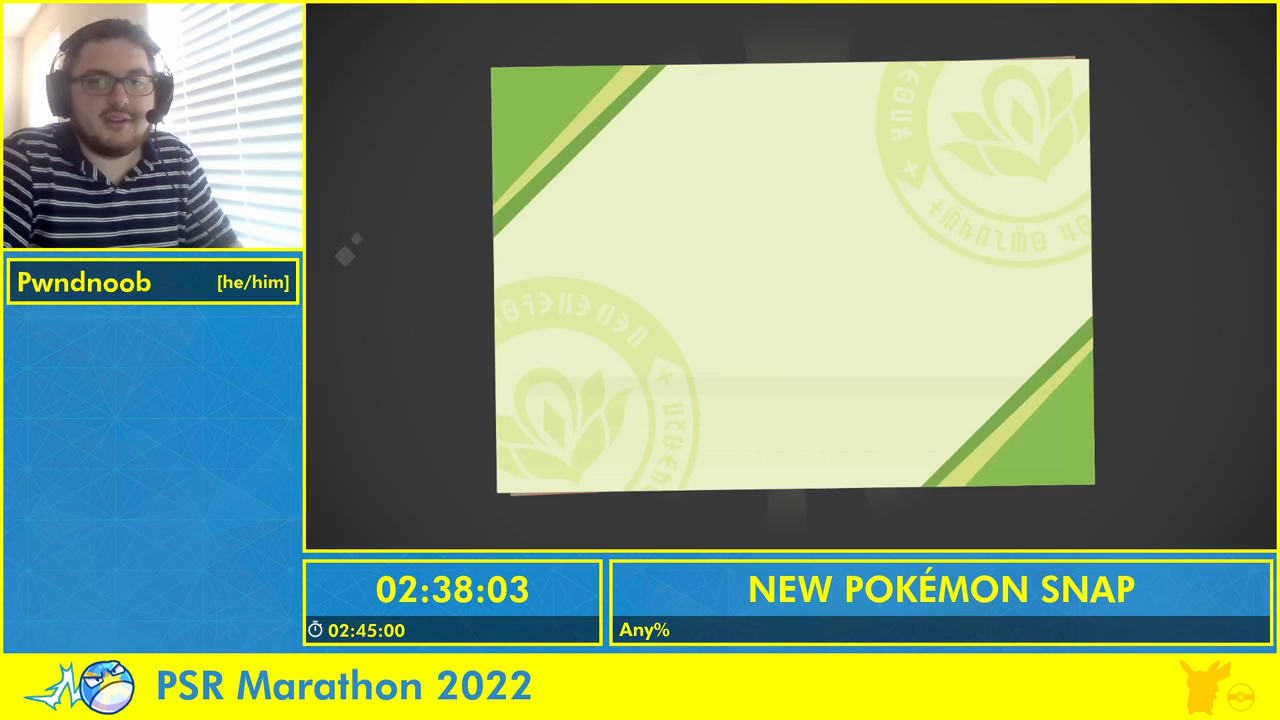 Pwndnoob
[he/him]
02:38:03
02:45:00
NEW POKÉMON SNAP
Any%
PSR Marathon 2022